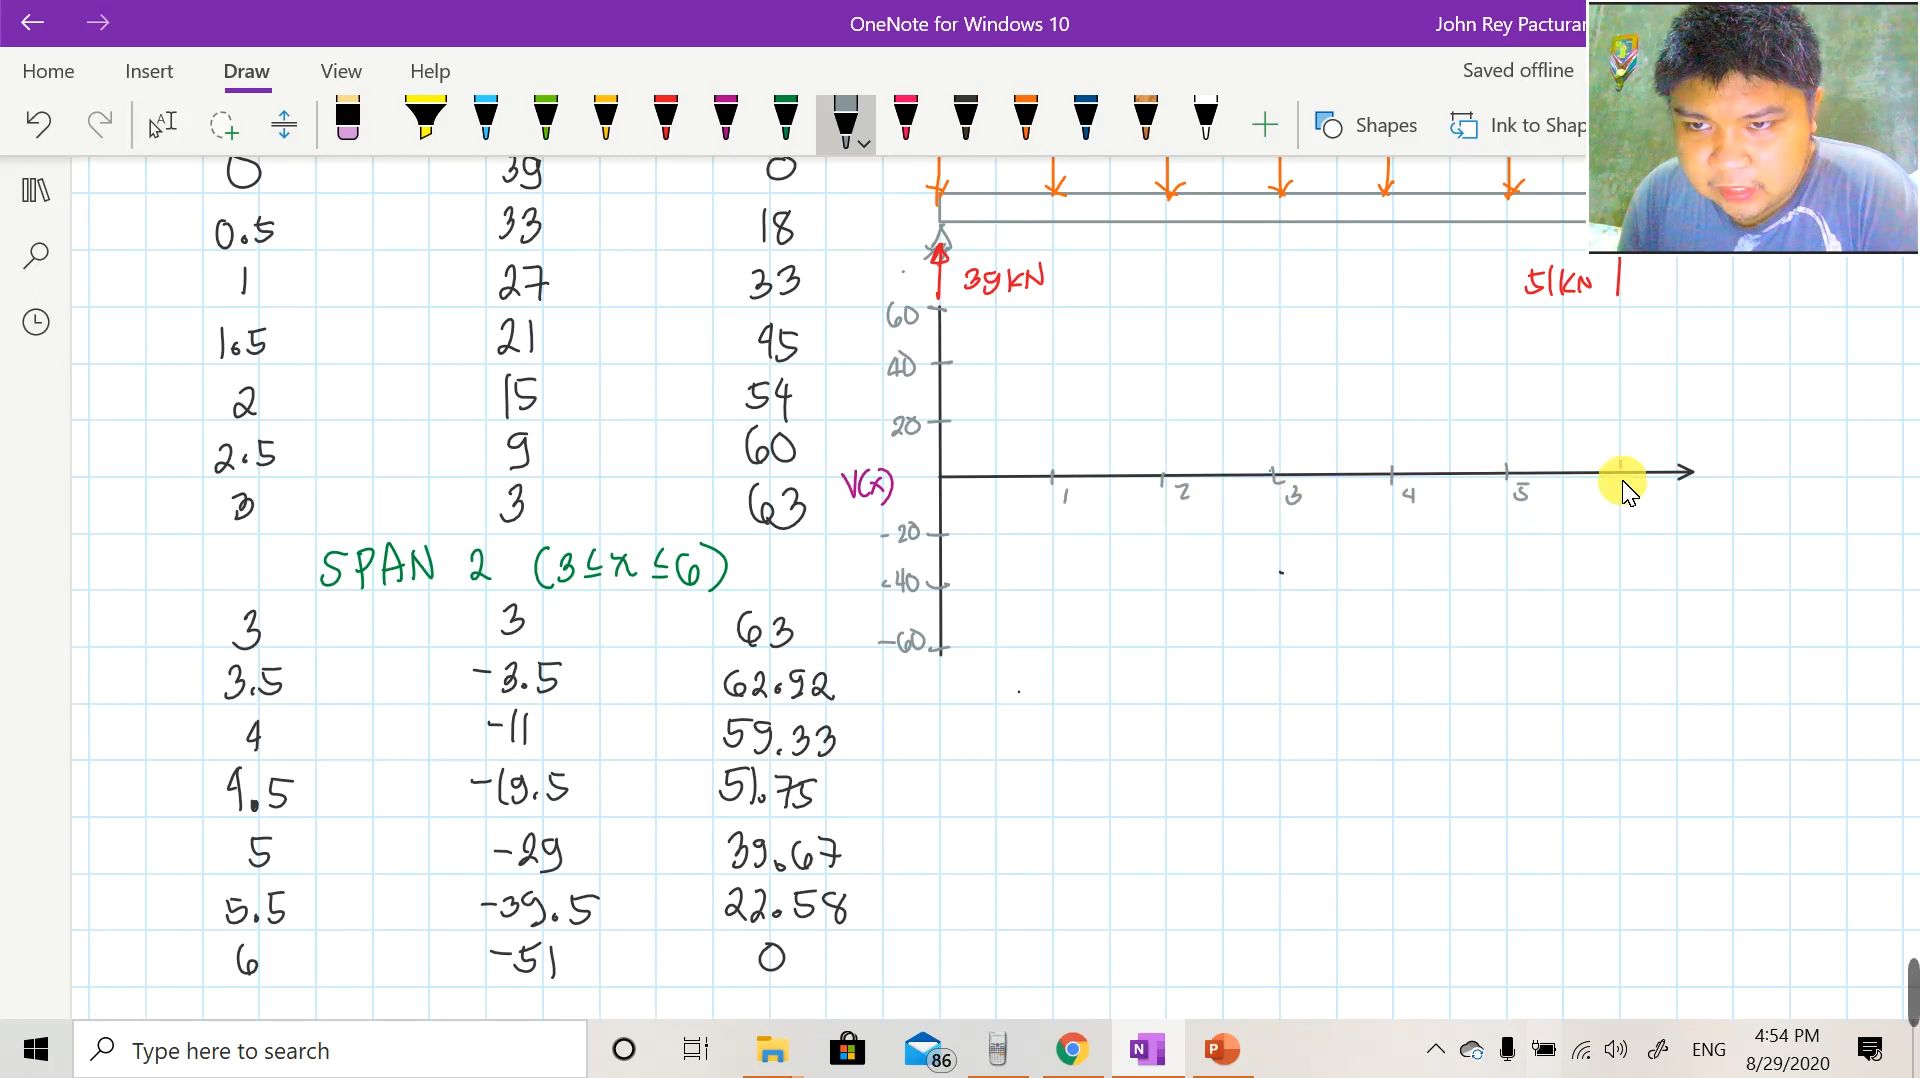 OneNote for Windows 10
John Rey Pactura
Home Insert Draw View Help
Saved offline
Shapes
Ink to Shap
0 39 0
0.5 33 18
1 27 33
1.5 21 45
2 15 54
2.5 9 60
3 3 63
SPAN 2 (3≤x≤6)
3 3 63
3.5 -3.5 62.92
4 -11 59.33
4.5 -19.5 51.75
5 -29 39.67
5.5 -39.5 22.58
6 -51 0
39 kN
51 kN
60
40
20
V(x)
1 2 3 4 5
-20
-40
-60
Type here to search
86
N
P
ENG
4:54 PM
8/29/2020